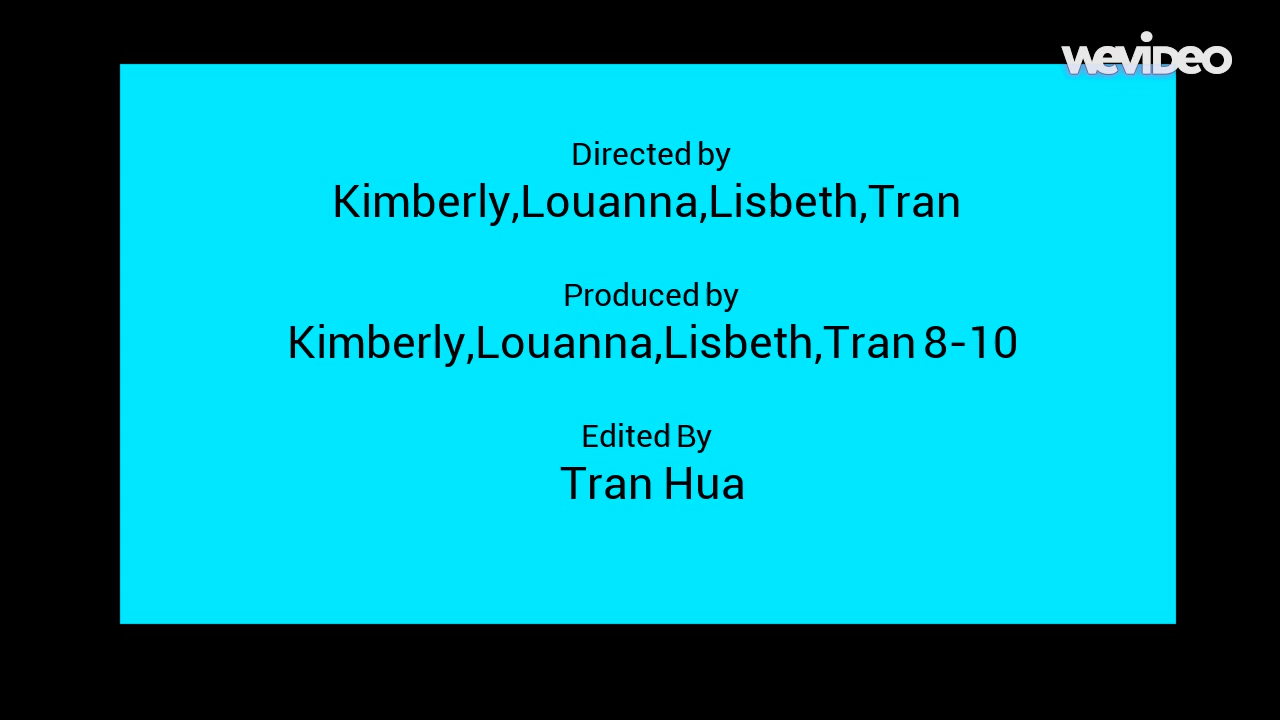 wevideo
Directed by
Kimberly,Louanna,Lisbeth,Tran
Produced by
Kimberly,Louanna,Lisbeth,Tran 8-10
Edited By
Tran Hua